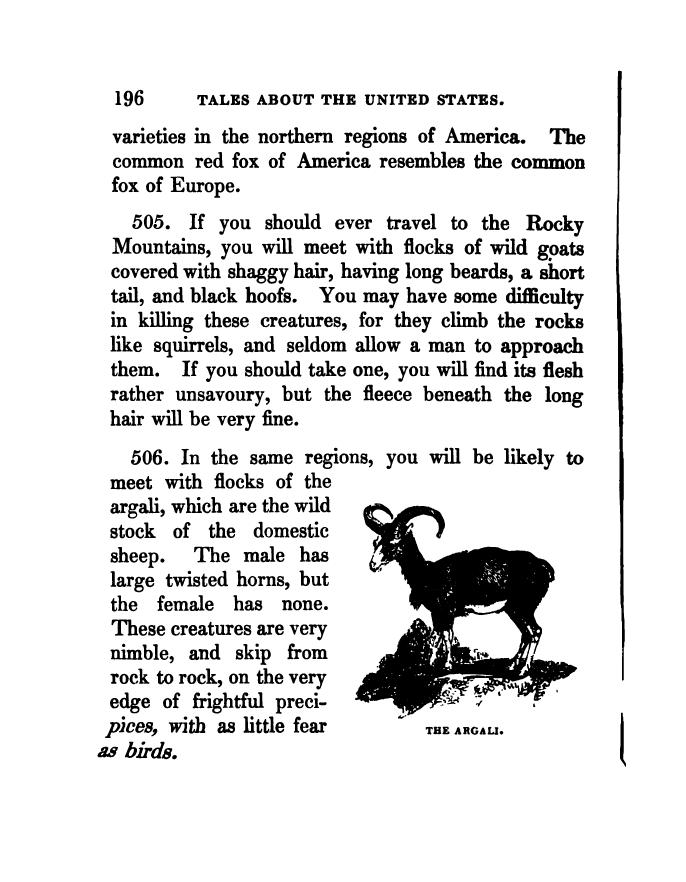 196 TALES ABOUT THE UNITED STATES.
varieties in the northern regions of America. The
common red fox of America resembles the common
fox of Europe.
505. If you should ever travel to the Rocky
Mountains, you will meet with flocks of wild goats
covered with shaggy hair, having long beards, a short
tail, and black hoofs. You may have some difficulty
in killing these creatures, for they climb the rocks
like squirrels, and seldom allow a man to approach
them. If you should take one, you will find its flesh
rather unsavoury, but the fleece beneath the long
hair will be very fine.
506. In the same regions, you will be likely to
meet with flocks of the
argali, which are the wild
stock of the domestic
sheep. The male has
large twisted horns, but
the female has none.
These creatures are very
nimble, and skip from
rock to rock, on the very
edge of frightful preci-
pices, with as little fear
as birds.
THE ARGALI.